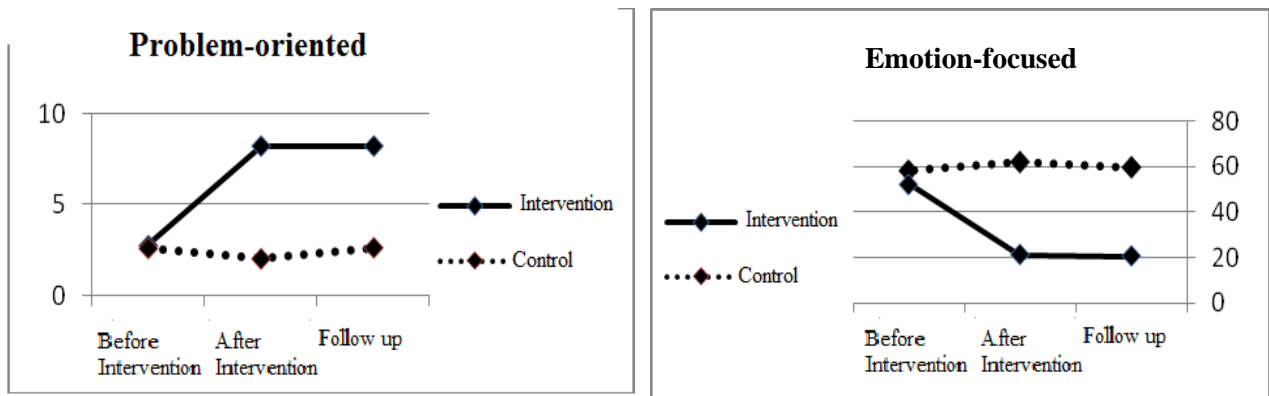 Problem-oriented
10
5
0
Before
Intervention
After
Intervention
Follow up
Intervention
Control
Emotion-focused
80
60
40
20
0
Before
Intervention
After
Intervention
Follow up
Intervention
Control